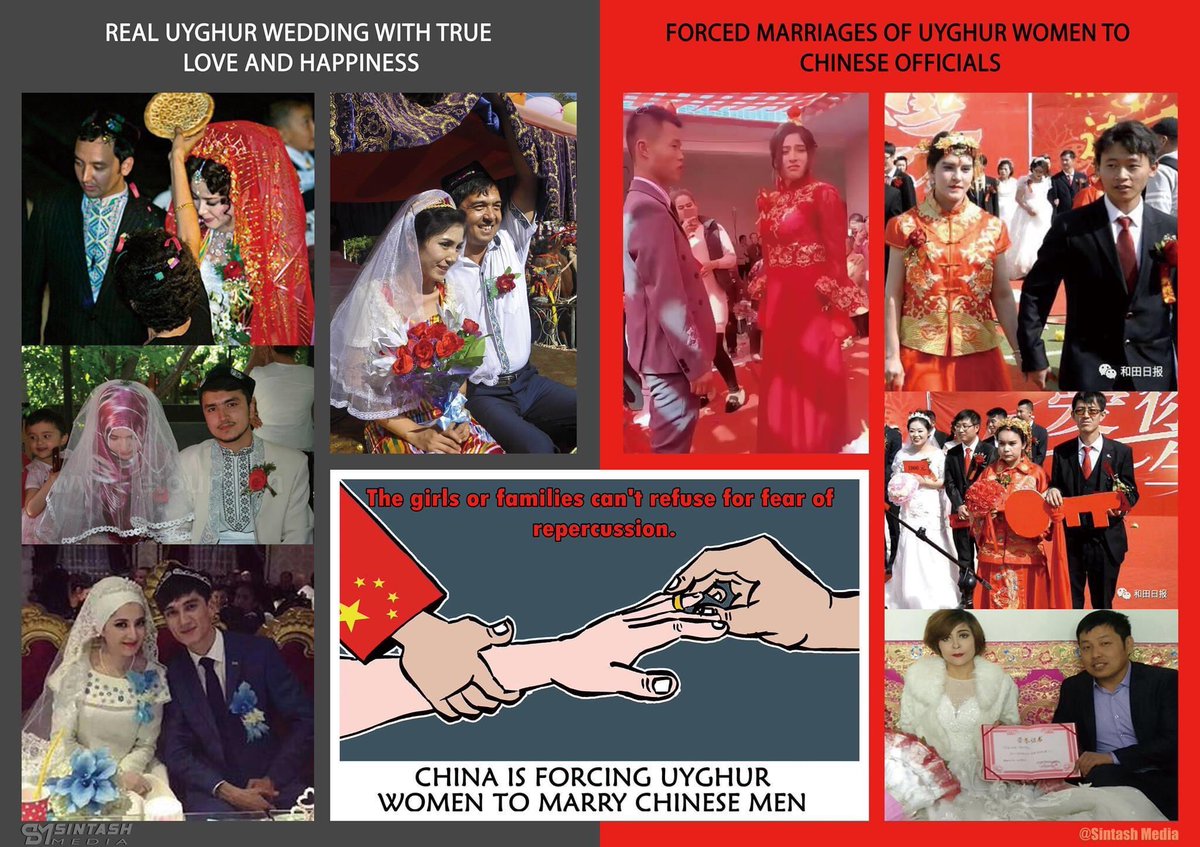 REAL UYGHUR WEDDING WITH TRUE
LOVE AND HAPPINESS
FORCED MARRIAGES OF UYGHUR WOMEN TO
CHINESE OFFICIALS
和田日报
The girls or families can't refuse for fear of
repercussion.
和田日报
CHINA IS FORCING UYGHUR
WOMEN TO MARRY CHINESE MEN
SM SINTASH
MEDIA
@Sintash Media